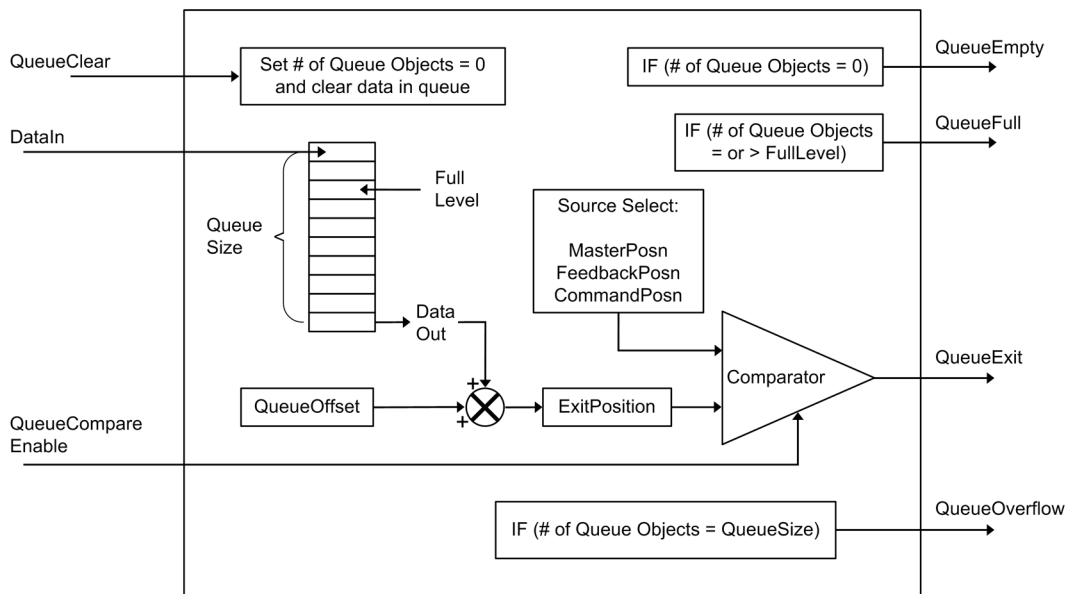 QueueClear
Set # of Queue Objects = 0
and clear data in queue
IF (# of Queue Objects = 0)
QueueEmpty
DataIn
IF (# of Queue Objects
= or > FullLevel)
QueueFull
Full
Level
Queue
Size
Source Select:
MasterPosn
FeedbackPosn
CommandPosn
Data
Out
Comparator
QueueExit
+
+
QueueOffset
ExitPosition
QueueCompare
Enable
IF (# of Queue Objects = QueueSize)
QueueOverflow